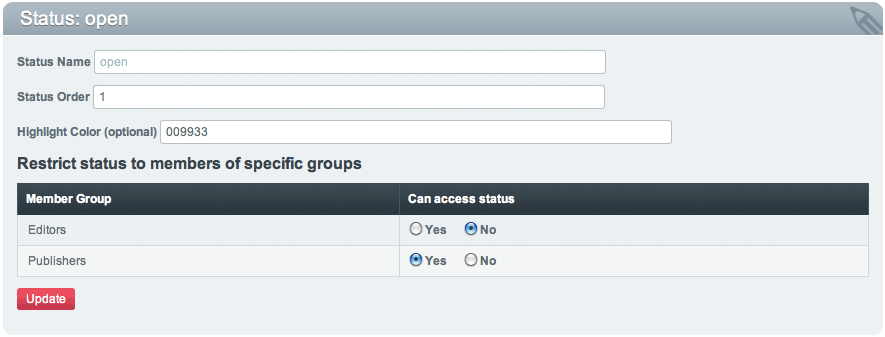 Status: open
Status Name open
Status Order 1
Highlight Color (optional) 009933
Restrict status to members of specific groups
Member Group Can access status
Editors Yes No
Publishers Yes No
Update